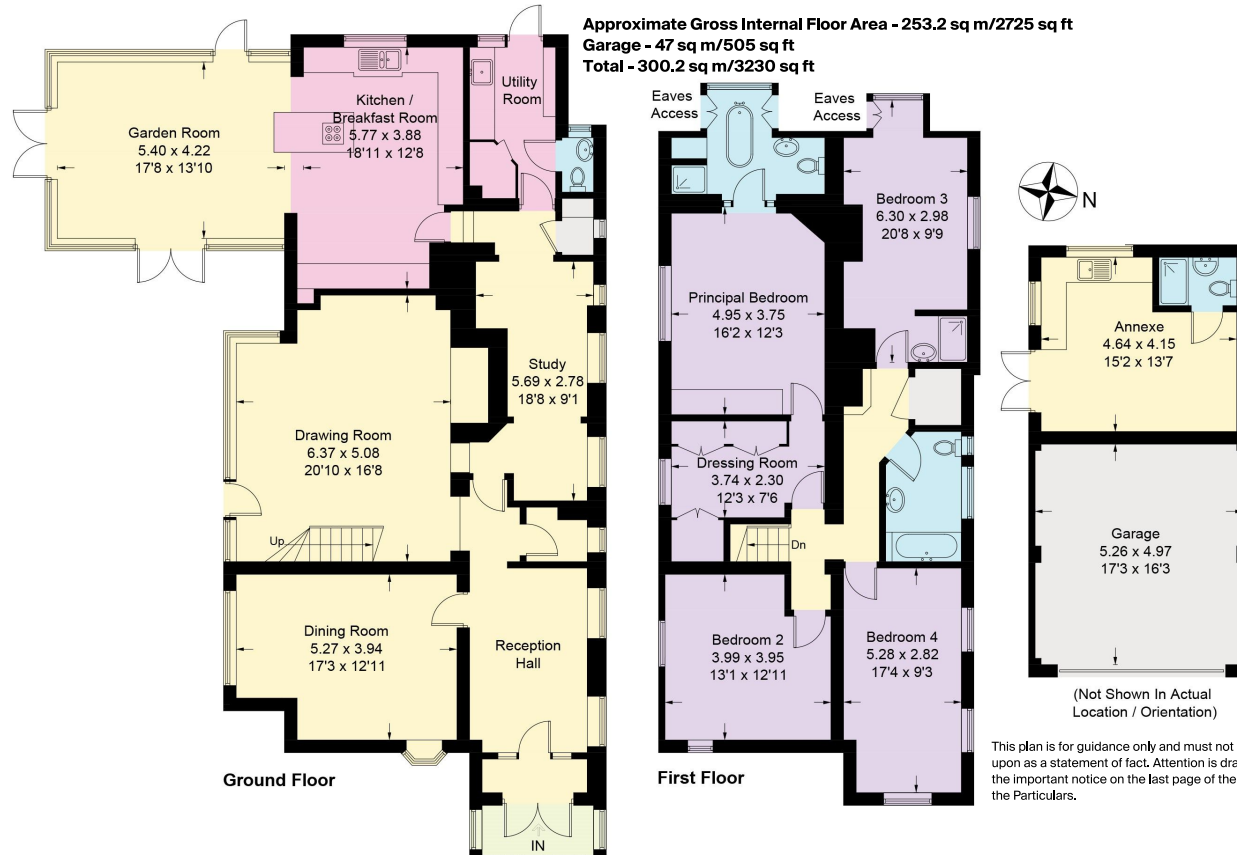 Approximate Gross Internal Floor Area - 253.2 sq m/2725 sq ft
Garage - 47 sq m/505 sq ft
Total - 300.2 sq m/3230 sq ft
Garden Room
5.40 x 4.22
17'8 x 13'10
Kitchen /
Breakfast Room
5.77 x 3.88
18'11 x 12'8
Utility
Room
Study
5.69 x 2.78
18'8 x 9'1
Drawing Room
6.37 x 5.08
20'10 x 16'8
Up
Dining Room
5.27 x 3.94
17'3 x 12'11
Reception
Hall
IN
Ground Floor
Eaves
Access
Eaves
Access
Bedroom 3
6.30 x 2.98
20'8 x 9'9
Principal Bedroom
4.95 x 3.75
16'2 x 12'3
Dressing Room
3.74 x 2.30
12'3 x 7'6
Dn
Bedroom 2
3.99 x 3.95
13'1 x 12'11
Bedroom 4
5.28 x 2.82
17'4 x 9'3
First Floor
N
Annexe
4.64 x 4.15
15'2 x 13'7
Garage
5.26 x 4.97
17'3 x 16'3
(Not Shown In Actual
Location / Orientation)
This plan is for guidance only and must not
upon as a statement of fact. Attention is dra
the important notice on the last page of the
the Particulars.